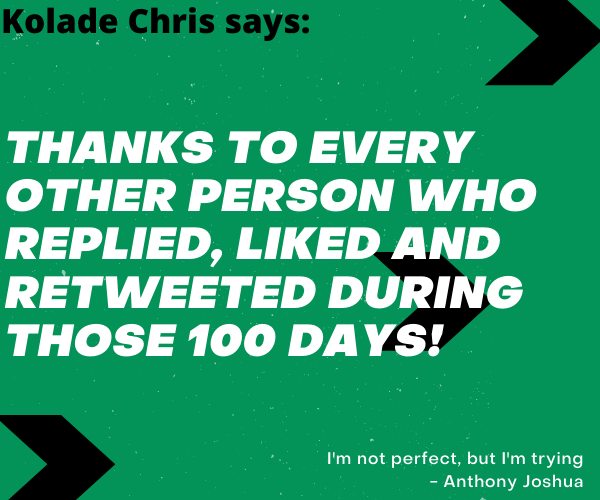 Kolade Chris says:
THANKS TO EVERY
OTHER PERSON WHO
REPLIED, LIKED AND
RETWEETED DURING
THOSE 100 DAYS!
I'm not perfect, but I'm trying
– Anthony Joshua